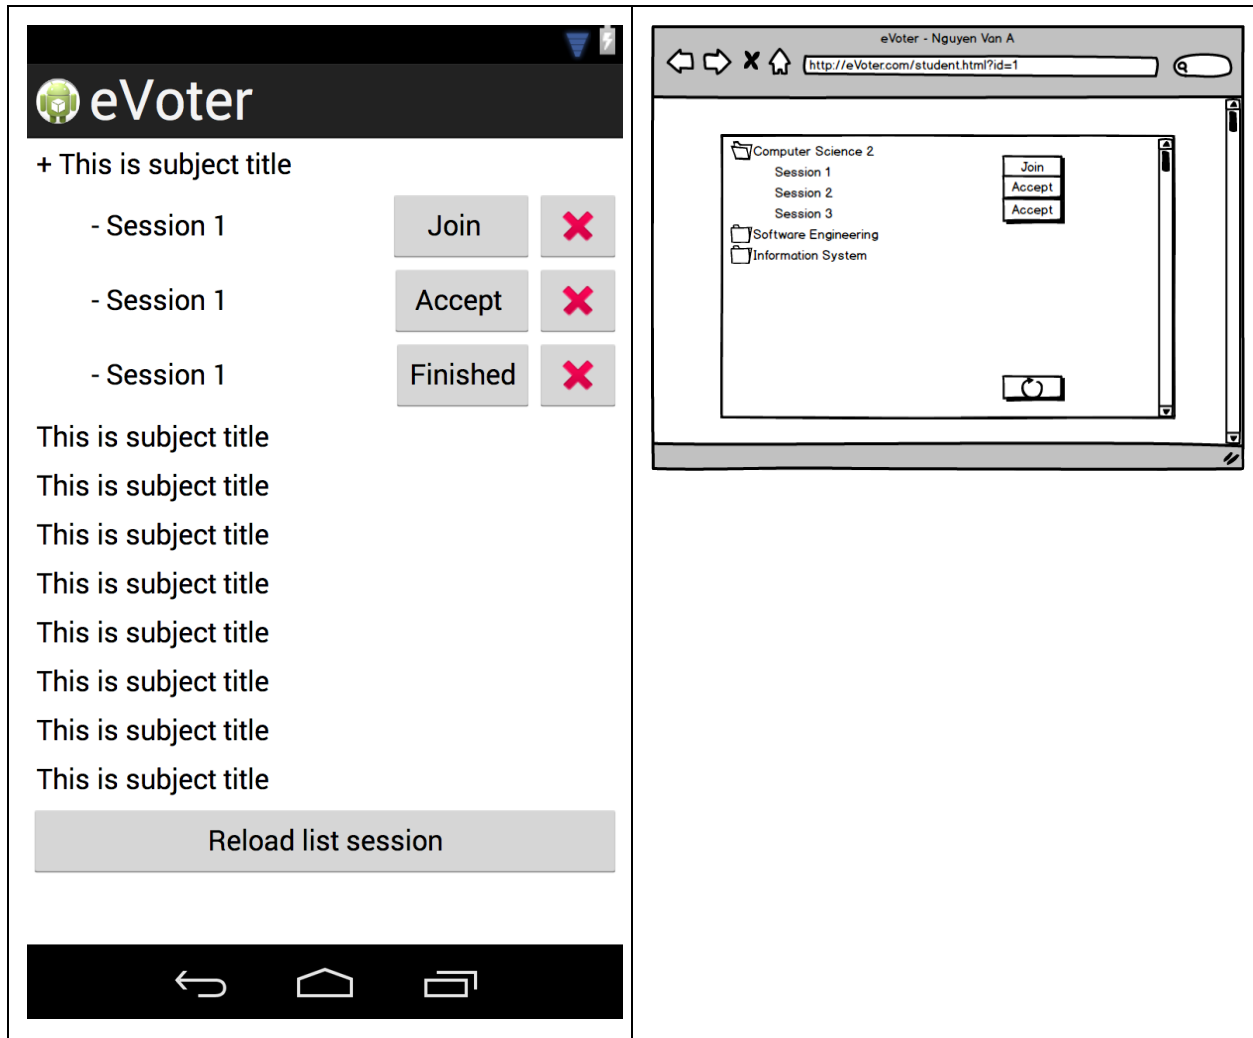 eVoter
+ This is subject title
- Session 1 Join
- Session 1 Accept
- Session 1 Finished
This is subject title
This is subject title
This is subject title
This is subject title
This is subject title
This is subject title
This is subject title
This is subject title
Reload list session
eVoter - Nguyen Van A
http://eVoter.com/student.html?id=1
Computer Science 2
Session 1 Join
Session 2 Accept
Session 3 Accept
Software Engineering
Information System